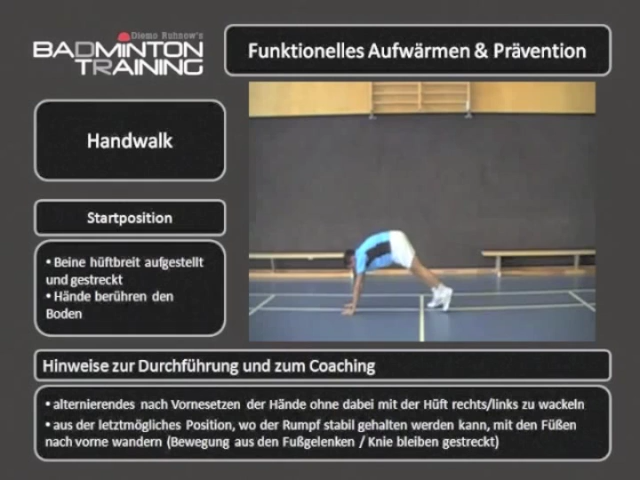 Diemo Ruhnow's
BADMINTON
TRAINING
Funktionelles Aufwärmen & Prävention
Handwalk
Startposition
• Beine hüftbreit aufgestellt
und gestreckt
• Hände berühren den
Boden
Hinweise zur Durchführung und zum Coaching
• alternierendes nach Vornesetzen der Hände ohne dabei mit der Hüft rechts/links zu wackeln
• aus der letztmögliches Position, wo der Rumpf stabil gehalten werden kann, mit den Füßen
nach vorne wandern (Bewegung aus den Fußgelenken / Knie bleiben gestreckt)